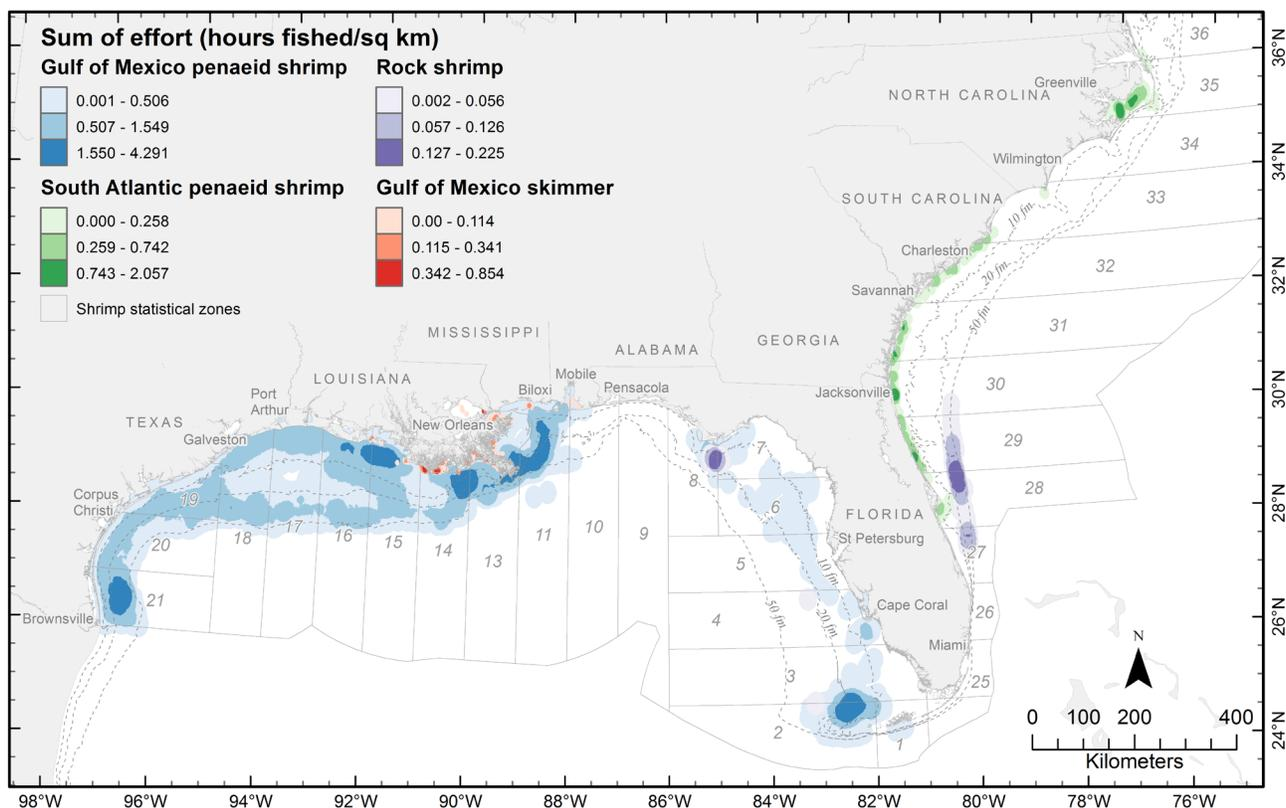 Sum of effort (hours fished/sq km)
Gulf of Mexico penaeid shrimp
0.001 - 0.506
0.507 - 1.549
1.550 - 4.291
Rock shrimp
0.002 - 0.056
0.057 - 0.126
0.127 - 0.225
South Atlantic penaeid shrimp
0.000 - 0.258
0.259 - 0.742
0.743 - 2.057
Gulf of Mexico skimmer
0.00 - 0.114
0.115 - 0.341
0.342 - 0.854
Shrimp statistical zones
36
Greenville
NORTH CAROLINA
35
34
Wilmington
SOUTH CAROLINA
33
10 fm.
Charleston
20 fm.
32
Savannah
50 fm.
31
MISSISSIPPI
ALABAMA
GEORGIA
LOUISIANA
Mobile
Biloxi
Pensacola
Jacksonville
30
Port
Arthur
TEXAS
New Orleans
Galveston
29
7
8
28
Corpus
Christi
19
6
FLORIDA
17
18
16
15
14
13
11
10
9
20
St Petersburg
27
5
10 fm.
21
Brownsville
4
50 fm.
20 fm.
Cape Coral
26
Miami
3
25
2
1
N
0 100 200 400
Kilometers
36°N
34°N
32°N
30°N
28°N
26°N
24°N
98°W 96°W 94°W 92°W 90°W 88°W 86°W 84°W 82°W 80°W 78°W 76°W